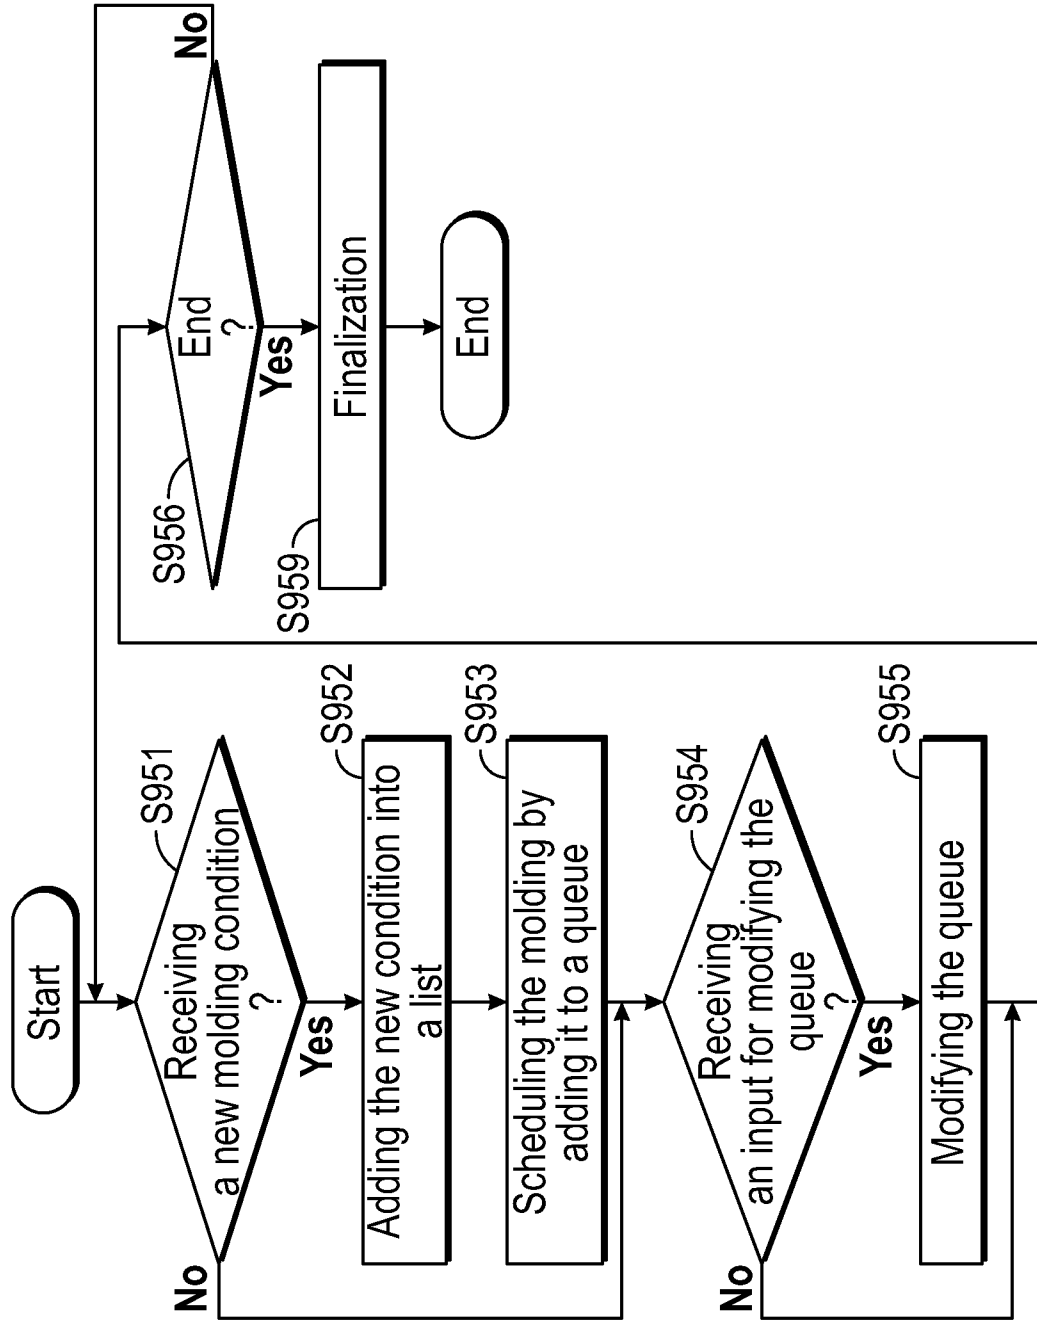 Start
S951
Receiving
a new molding condition
?
No
Yes
S952
Adding the new condition into
a list
S953
Scheduling the molding by
adding it to a queue
S954
Receiving
an input for modifying the
queue
?
No
Yes
S955
Modifying the queue
S956
End
?
No
Yes
S959
Finalization
End